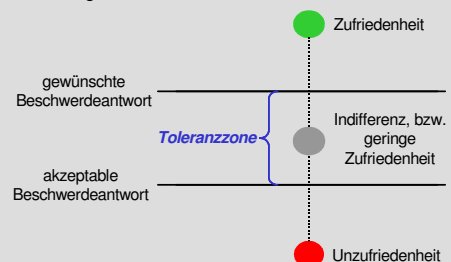 Zufriedenheit
gewünschte
Beschwerdeantwort
Toleranzzone
Indifferenz, bzw.
geringe
Zufriedenheit
akzeptable
Beschwerdeantwort
Unzufriedenheit